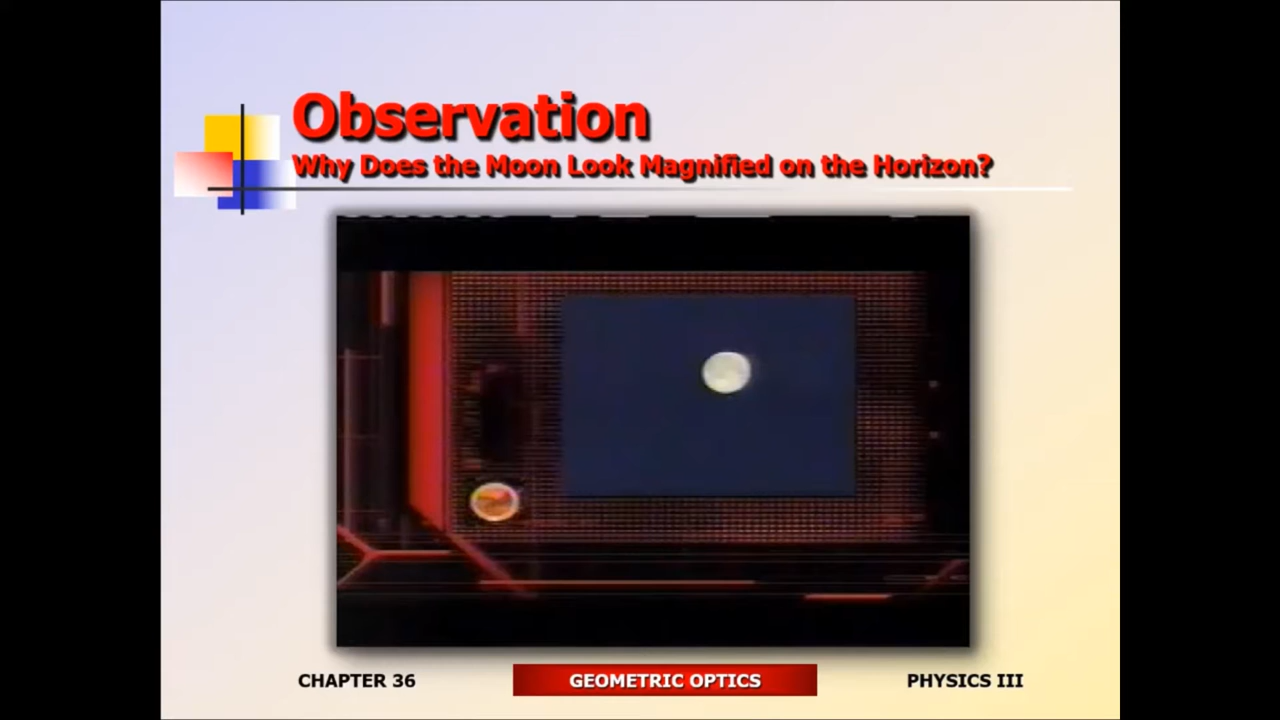 Observation
Why Does the Moon Look Magnified on the Horizon?
CHAPTER 36
GEOMETRIC OPTICS
PHYSICS III